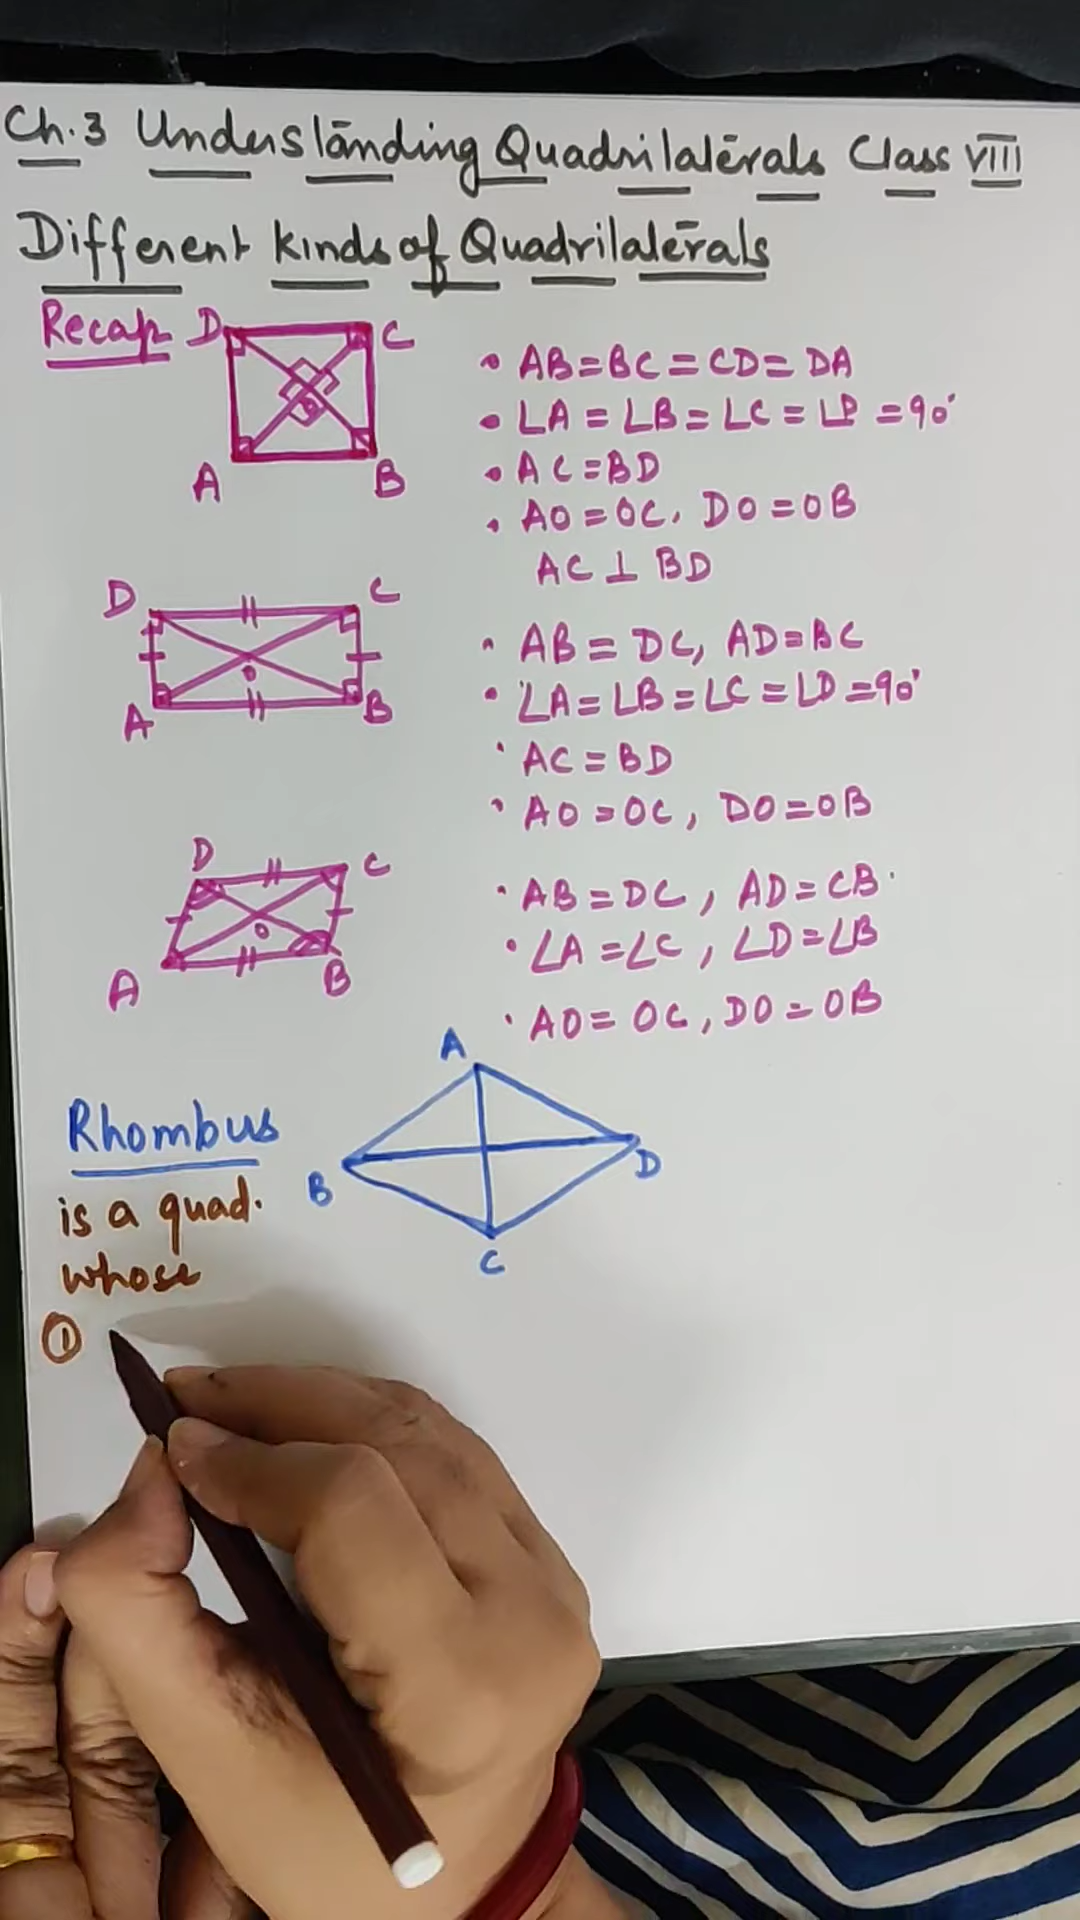 Ch.3 Understanding Quadrilaterals Class VIII
Different Kinds of Quadrilaterals
Recap D C
• AB=BC=CD=DA
• ∠A=∠B=∠C=∠D=90°
• AC=BD
A B
• AO=OC, DO=OB
AC⊥BD
O
D C
• AB=DC, AD=BC
• ∠A=∠B=∠C=∠D=90°
O
A B
• AC=BD
• AO=OC, DO=OB
D C
• AB=DC, AD=CB
O
• ∠A=∠C, ∠D=∠B
A B
• AO=OC, DO=OB
A
Rhombus
B D
is a quad.
C
whose
①